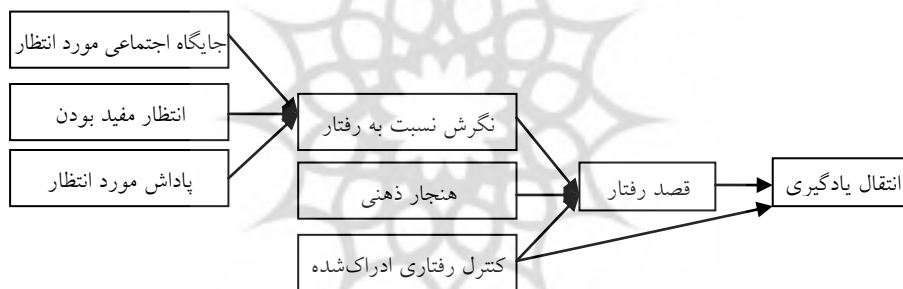 جایگاه اجتماعی مورد انتظار
انتظار مفید بودن
پاداش مورد انتظار
نگرش نسبت به رفتار
هنجار ذهنی
کنترل رفتاری ادراک‌شده
قصد رفتار
انتقال یادگیری